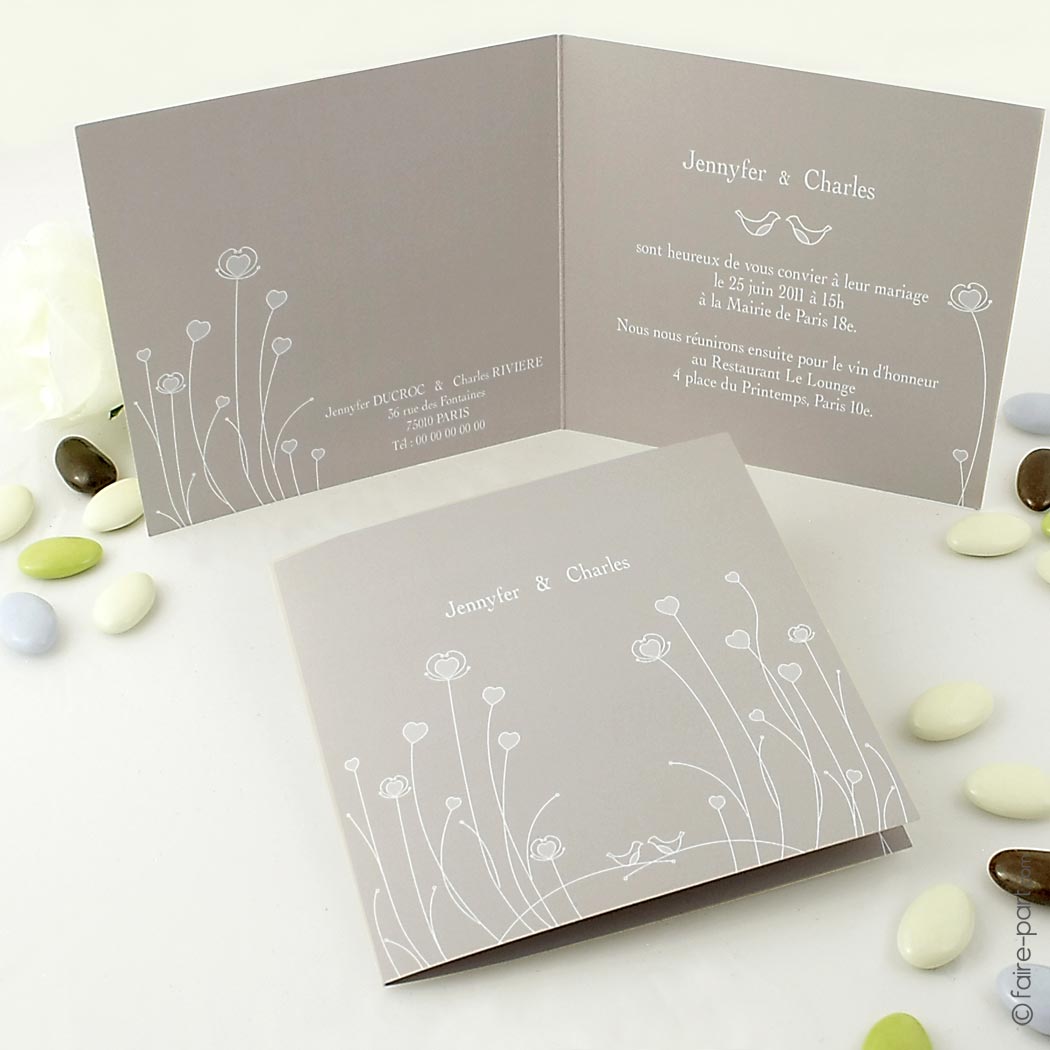 Jennyfer & Charles
sont heureux de vous convier à leur mariage
le 25 juin 2011 à 15h
à la Mairie de Paris 18e.
Nous nous réunirons ensuite pour le vin d'honneur
au Restaurant Le Lounge
4 place du Printemps, Paris 10e.
Jennyfer DUCROC & Charles RIVIERE
36 rue des Fontaines
75010 PARIS
Tél : 00 00 00 00 00
Jennyfer & Charles
© faire-part.com